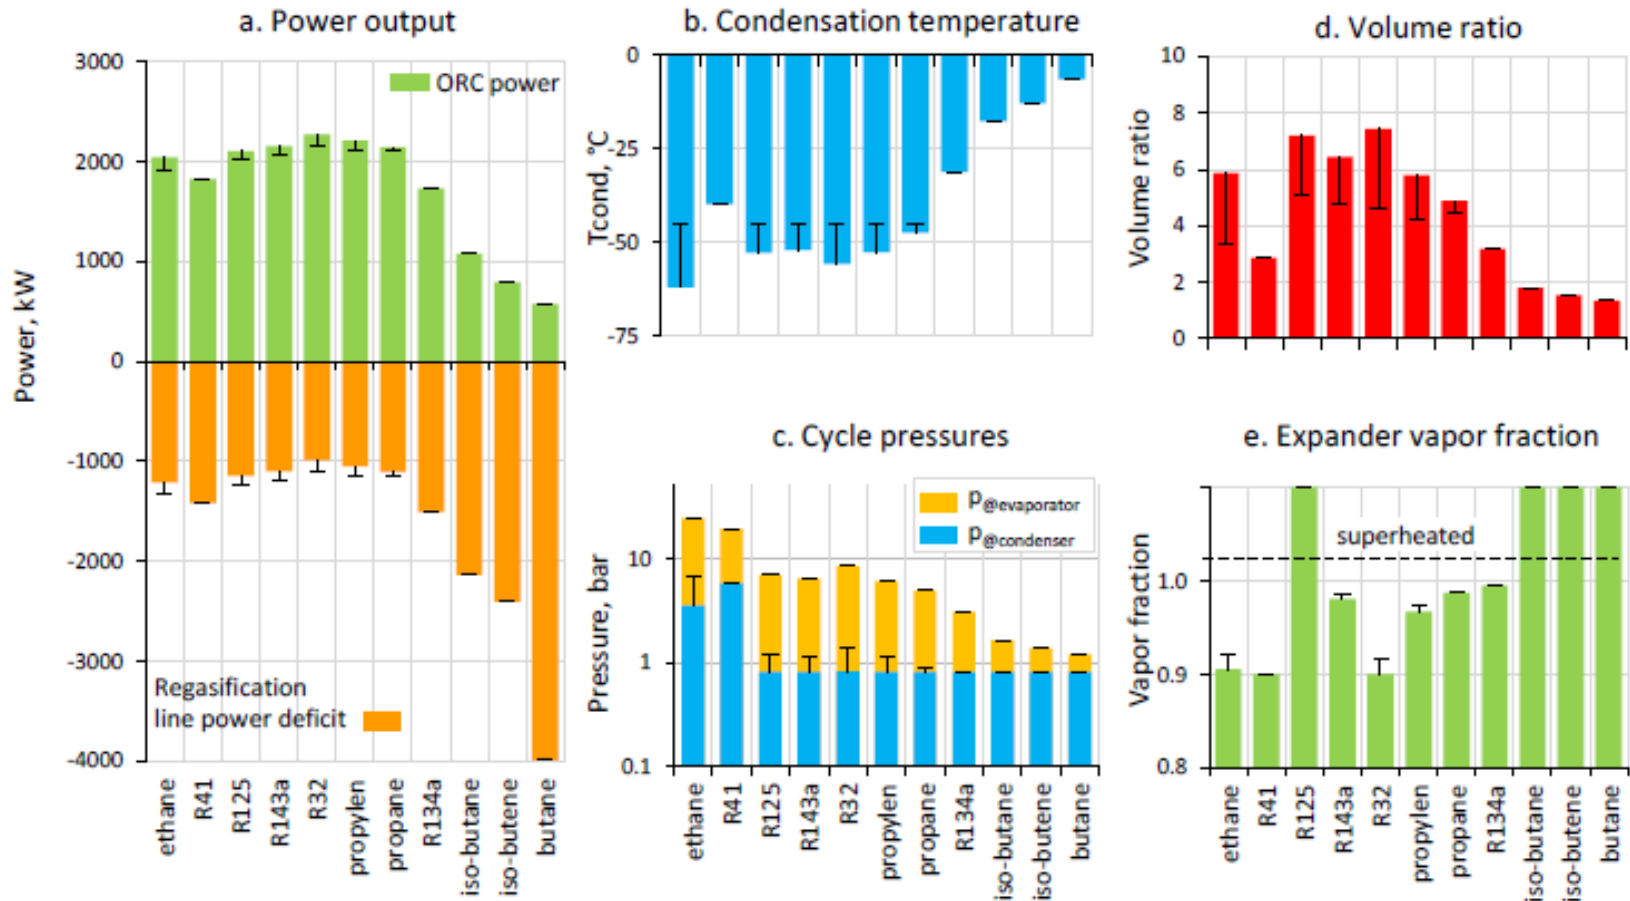 a. Power output
3000
2000
1000
0
-1000
-2000
-3000
-4000
Power, kW
ORC power
Regasification
line power deficit
ethane
R41
R125
R143a
R32
propylen
propane
R134a
iso-butane
iso-butene
butane
b. Condensation temperature
0
-25
-50
-75
Tcond, °C
c. Cycle pressures
10
1
0.1
Pressure, bar
p@evaporator
p@condenser
ethane
R41
R125
R143a
R32
propylen
propane
R134a
iso-butane
iso-butene
butane
d. Volume ratio
10
8
6
4
2
0
Volume ratio
e. Expander vapor fraction
1.0
0.9
0.8
Vapor fraction
superheated
ethane
R41
R125
R143a
R32
propylen
propane
R134a
iso-butane
iso-butene
butane